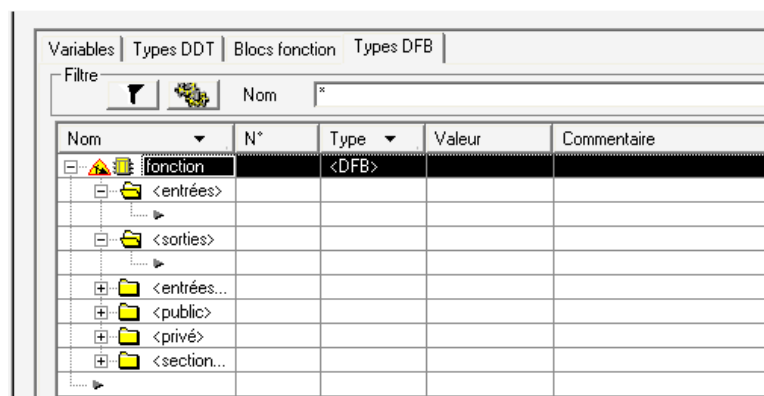 Variables Types DDT Blocs fonction Types DFB
Filtre
Nom *
Nom N° Type Valeur Commentaire
fonction <DFB>
<entrées>
<sorties>
<entrées...
<public>
<privé>
<section...